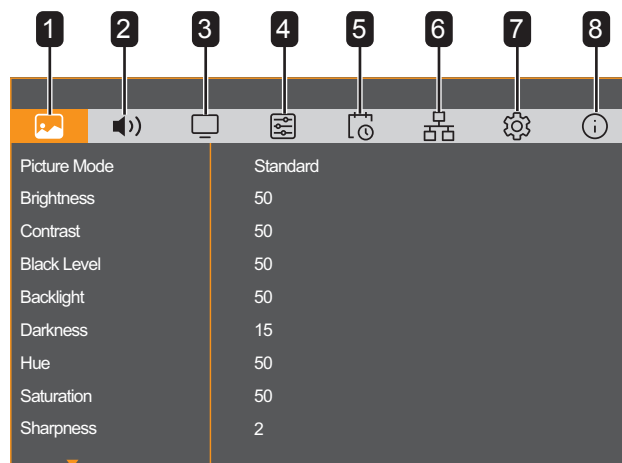 1 2 3 4 5 6 7 8
Picture Mode Standard
Brightness 50
Contrast 50
Black Level 50
Backlight 50
Darkness 15
Hue 50
Saturation 50
Sharpness 2